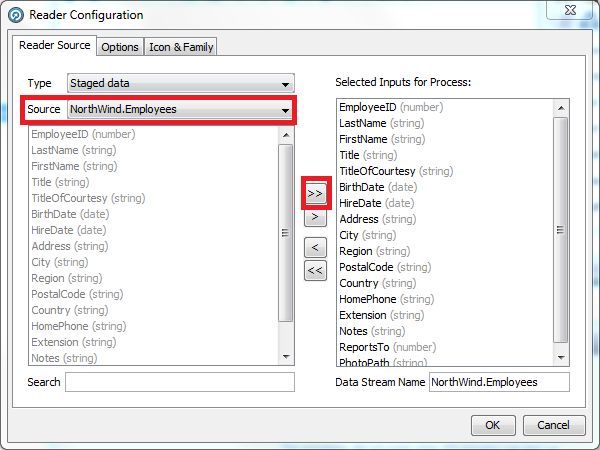 Reader Configuration
Reader Source Options Icon & Family
Type Staged data
Source NorthWind.Employees
EmployeeID (number)
LastName (string)
FirstName (string)
Title (string)
TitleOfCourtesy (string)
BirthDate (date)
HireDate (date)
Address (string)
City (string)
Region (string)
PostalCode (string)
Country (string)
HomePhone (string)
Extension (string)
Notes (string)
Search
>>
>
<
<<
Selected Inputs for Process:
EmployeeID (number)
LastName (string)
FirstName (string)
Title (string)
TitleOfCourtesy (string)
BirthDate (date)
HireDate (date)
Address (string)
City (string)
Region (string)
PostalCode (string)
Country (string)
HomePhone (string)
Extension (string)
Notes (string)
ReportsTo (number)
PhotoPath (string)
Data Stream Name NorthWind.Employees
OK Cancel